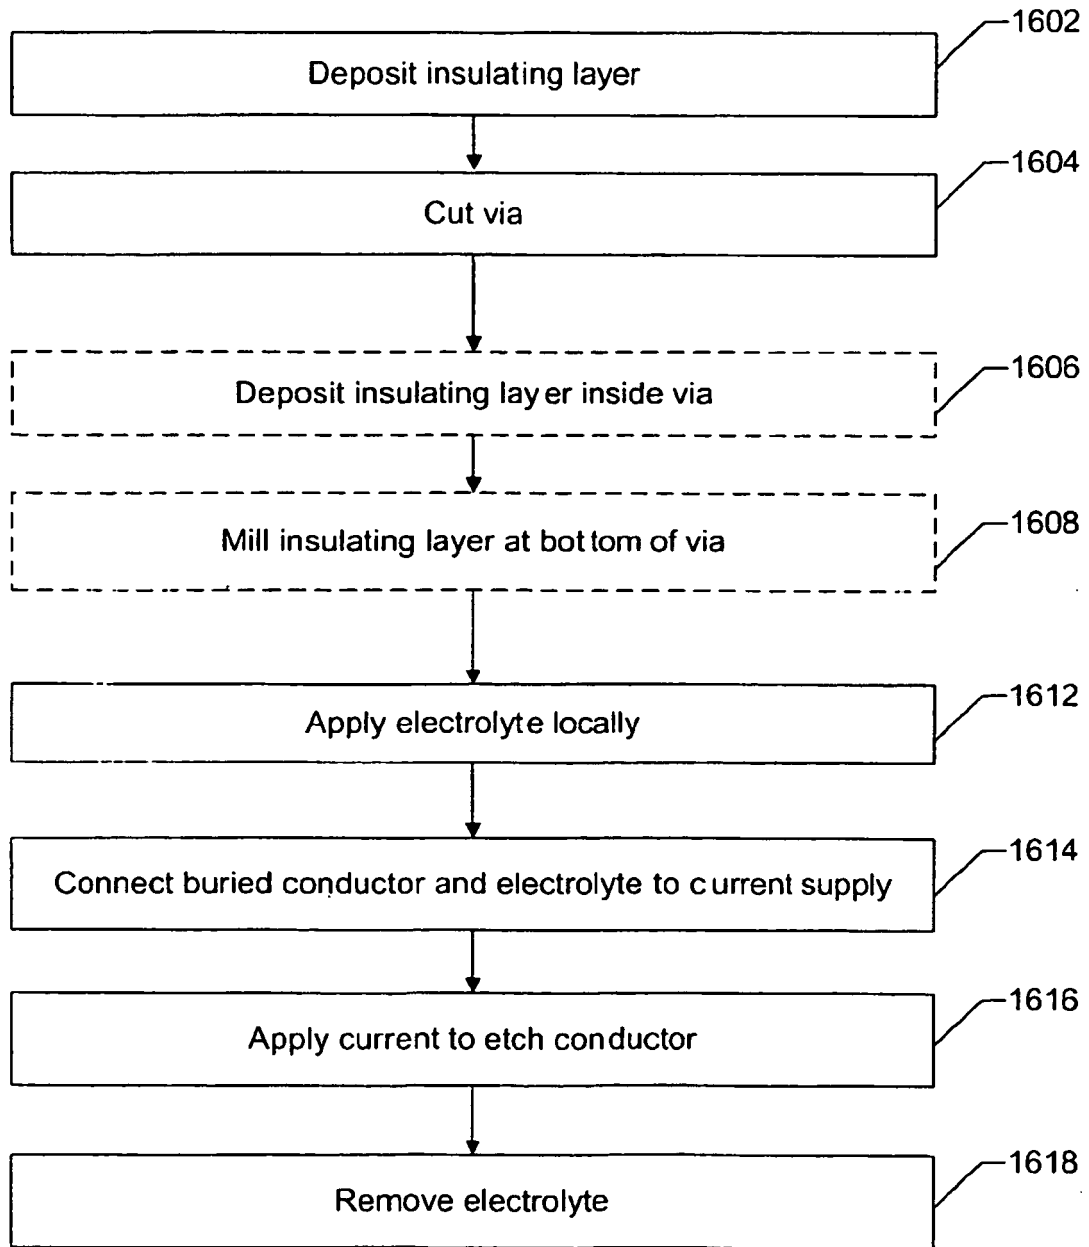 1602
Deposit insulating layer
1604
Cut via
1606
Deposit insulating layer inside via
1608
Mill insulating layer at bottom of via
1612
Apply electrolyte locally
1614
Connect buried conductor and electrolyte to current supply
1616
Apply current to etch conductor
1618
Remove electrolyte